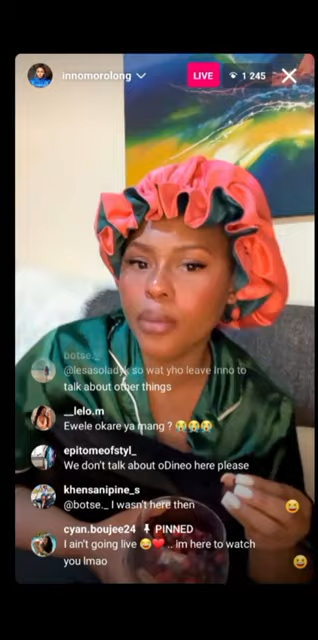 innomorolong
LIVE
1 245
botse._
@lesasoladyk so wat yho leave Inno to
talk about other things
__lelo.m
Ewele okare ya mang ? 😭😭😭
epitomeofstyl_
We don't talk about oDineo here please
khensanipine_s
@botse._ I wasn't here then
cyan.boujee24 📌 PINNED
I ain't going live 😂❤️ .. im here to watch
you lmao